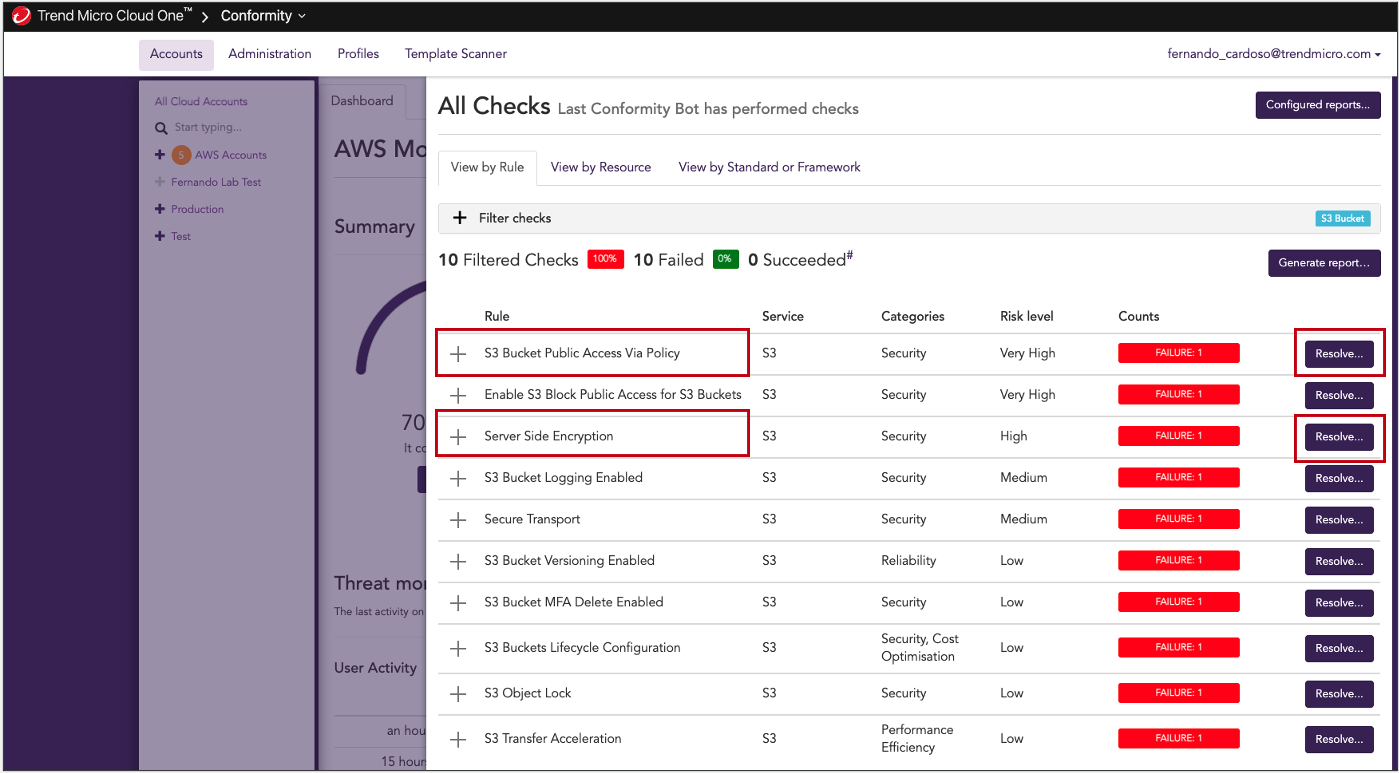 Trend Micro Cloud One™ Conformity
Accounts Administration Profiles Template Scanner fernando_cardoso@trendmicro.com
All Cloud Accounts
Start typing...
S AWS Accounts
Fernando Lab Test
Production
Test
Dashboard
AWS Mo
Summary
70
It co
Threat mo
The last activity on
User Activity
an hou
15 hours
All Checks Last Conformity Bot has performed checks
Configured reports...
View by Rule View by Resource View by Standard or Framework
Filter checks S3 Bucket
10 Filtered Checks 100% 10 Failed 0% 0 Succeeded#
Generate report...
Rule Service Categories Risk level Counts
S3 Bucket Public Access Via Policy S3 Security Very High FAILURE: 1 Resolve...
Enable S3 Block Public Access for S3 Buckets S3 Security Very High FAILURE: 1 Resolve...
Server Side Encryption S3 Security High FAILURE: 1 Resolve...
S3 Bucket Logging Enabled S3 Security Medium FAILURE: 1 Resolve...
Secure Transport S3 Security Medium FAILURE: 1 Resolve...
S3 Bucket Versioning Enabled S3 Reliability Low FAILURE: 1 Resolve...
S3 Bucket MFA Delete Enabled S3 Security Low FAILURE: 1 Resolve...
S3 Buckets Lifecycle Configuration S3 Security, Cost Optimisation Low FAILURE: 1 Resolve...
S3 Object Lock S3 Security Low FAILURE: 1 Resolve...
S3 Transfer Acceleration S3 Performance Efficiency Low FAILURE: 1 Resolve...